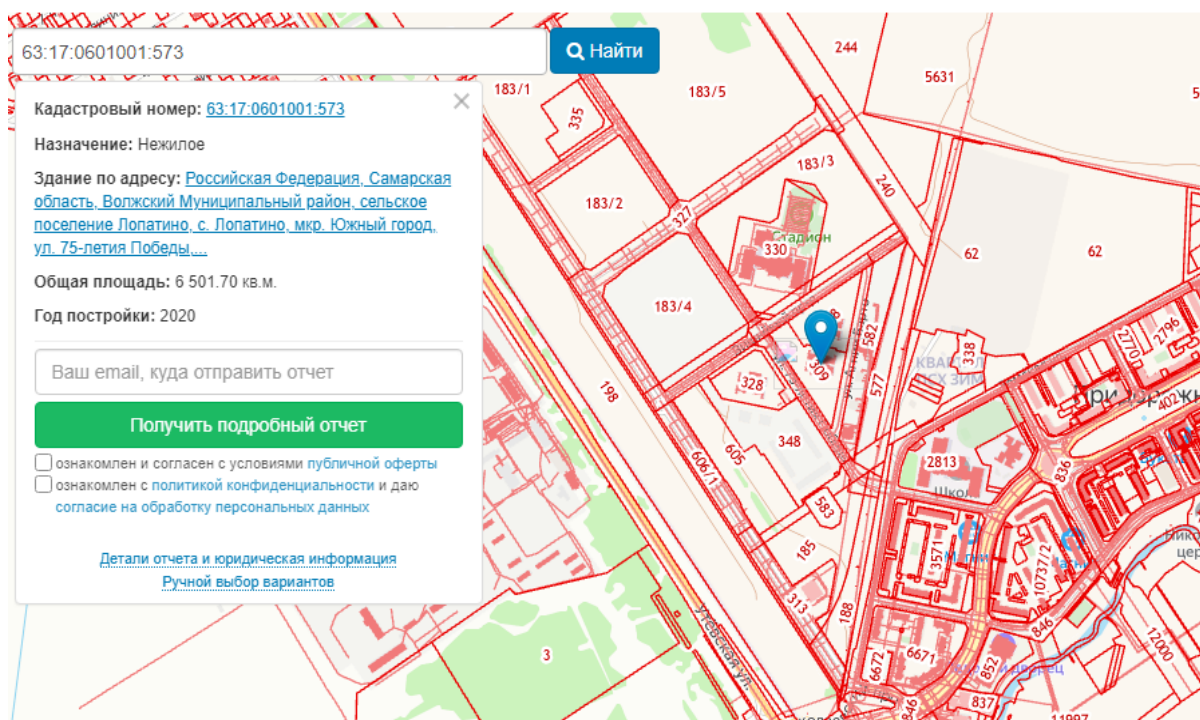 63:17:0601001:573
Найти
Кадастровый номер: 63:17:0601001:573
Назначение: Нежилое
Здание по адресу: Российская Федерация, Самарская
область, Волжский Муниципальный район, сельское
поселение Лопатино, с. Лопатино, мкр. Южный город,
ул. 75-летия Победы,...
Общая площадь: 6 501.70 кв.м.
Год постройки: 2020
Ваш email, куда отправить отчет
Получить подробный отчет
ознакомлен и согласен с условиями публичной оферты
ознакомлен с политикой конфиденциальности и даю
согласие на обработку персональных данных
Детали отчета и юридическая информация
Ручной выбор вариантов
244
5631
183/1
183/5
335
183/3
240
183/2
327
Стадион
330
62
62
183/4
582
309
338
2770
2796
577
328
198
402
348
605
606/1
2813
836
Школ
583
185
3571
10737/2
313
188
846
12000
3
Утёвская ул.
6672
6671
852
837
846
11997